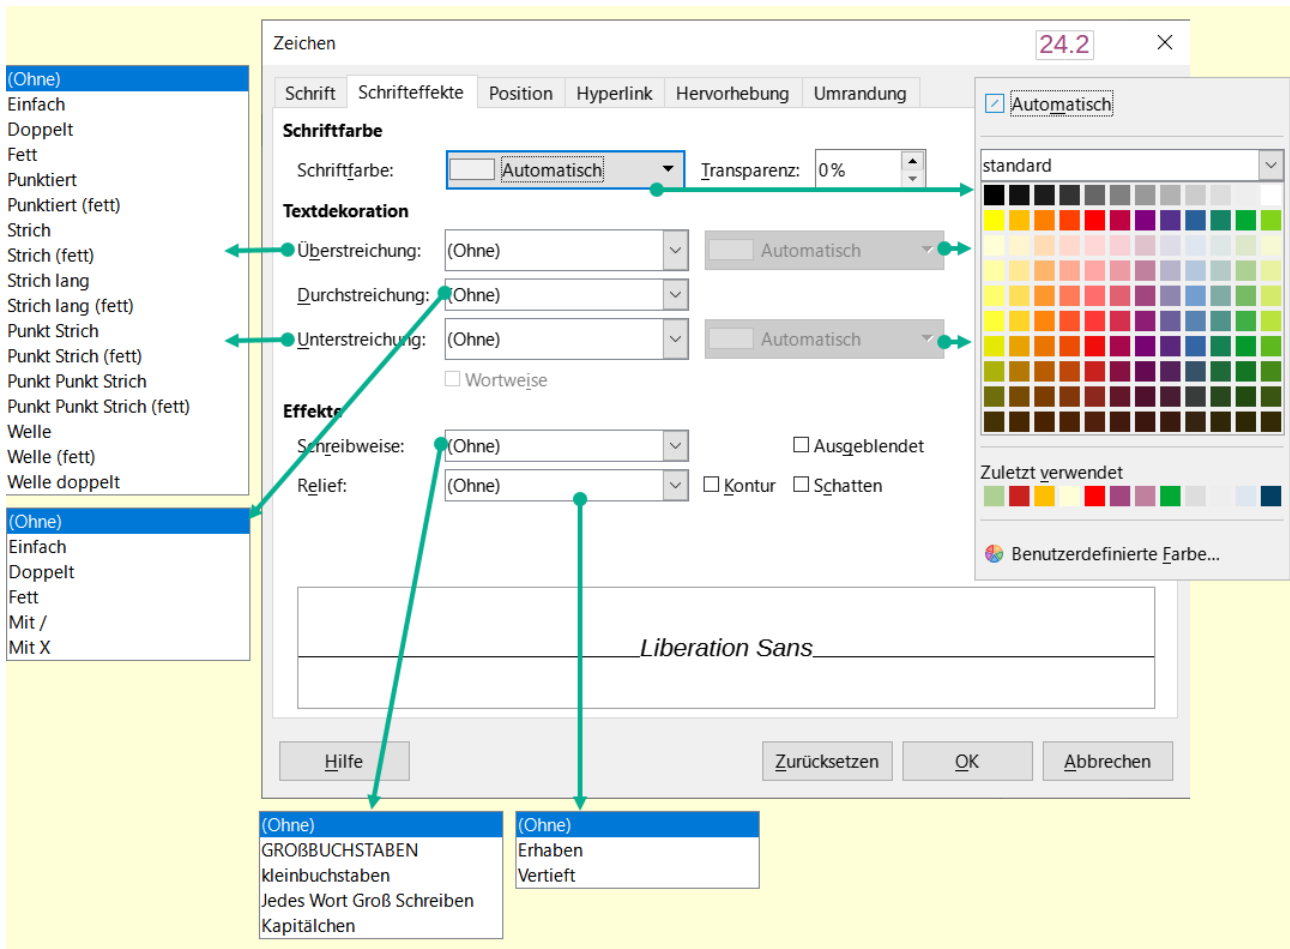 Zeichen
24.2
Schrift Schrifteffekte Position Hyperlink Hervorhebung Umrandung
Schriftfarbe
Schriftfarbe: Automatisch Transparenz: 0%
Textdekoration
Überstreichung: (Ohne) Automatisch
Durchstreichung: (Ohne)
Unterstreichung: (Ohne) Automatisch
Wortweise
Effekte
Schreibweise: (Ohne) Ausgeblendet
Relief: (Ohne) Kontur Schatten
Liberation Sans
Hilfe Zurücksetzen OK Abbrechen
(Ohne)
Einfach
Doppelt
Fett
Punktiert
Punktiert (fett)
Strich
Strich (fett)
Strich lang
Strich lang (fett)
Punkt Strich
Punkt Strich (fett)
Punkt Punkt Strich
Punkt Punkt Strich (fett)
Welle
Welle (fett)
Welle doppelt
(Ohne)
Einfach
Doppelt
Fett
Mit /
Mit X
(Ohne)
GROßBUCHSTABEN
kleinbuchstaben
Jedes Wort Groß Schreiben
Kapitälchen
(Ohne)
Erhaben
Vertieft
Automatisch
standard
Zuletzt verwendet
Benutzerdefinierte Farbe...